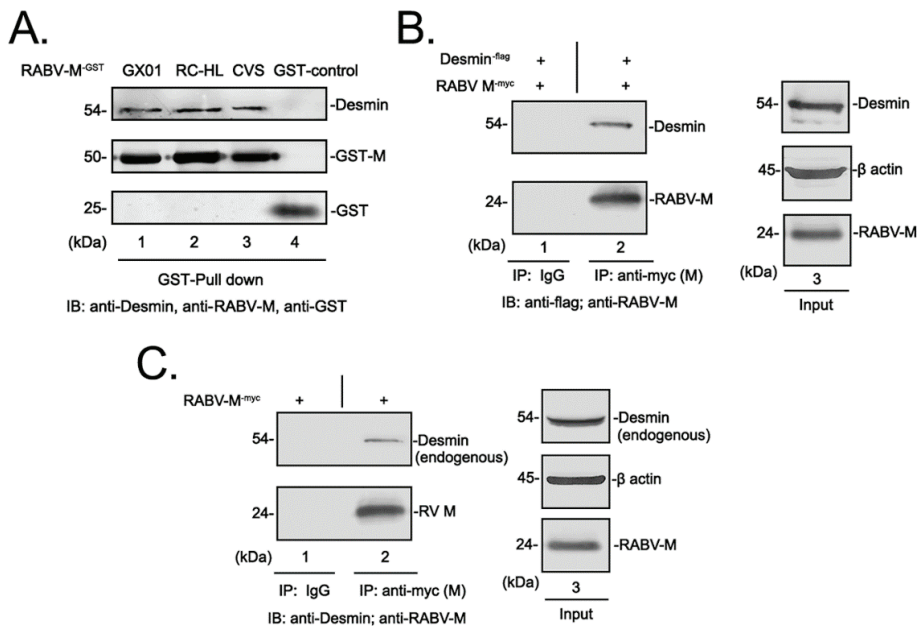 A.
RABV-M-GST GX01 RC-HL CVS GST-control
54- -Desmin
50- -GST-M
25- -GST
(kDa) 1 2 3 4
GST-Pull down
IB: anti-Desmin, anti-RABV-M, anti-GST
B.
Desmin-flag + +
RABV M-myc + +
54- -Desmin
24- -RABV-M
(kDa) 1 2
IP: IgG IP: anti-myc (M)
IB: anti-flag; anti-RABV-M
54- -Desmin
45- -β actin
24- -RABV-M
(kDa) 3
Input
C.
RABV-M-myc + +
54- -Desmin
(endogenous)
24- -RV M
(kDa) 1 2
IP: IgG IP: anti-myc (M)
IB: anti-Desmin; anti-RABV-M
54- -Desmin
(endogenous)
45- -β actin
24- -RABV-M
(kDa) 3
Input